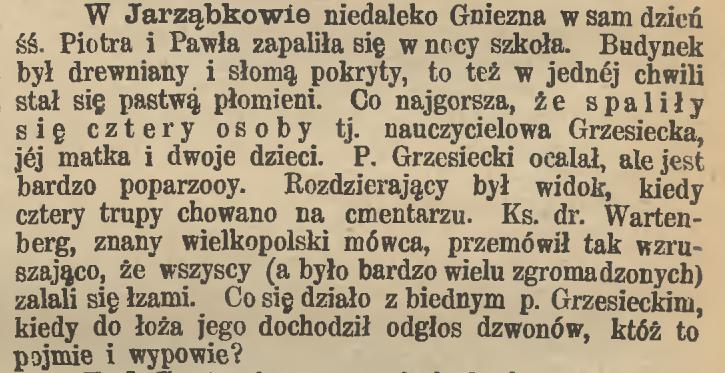 W Jarząbkowie niedaleko Gniezna w sam dzień
śś. Piotra i Pawła zapaliła się w nocy szkoła. Budynek
był drewniany i słomą pokryty, to też w jednéj chwili
stał się pastwą płomieni. Co najgorsza, że spaliły
się cztery osoby tj. nauczycielowa Grzesiecka,
jéj matka i dwoje dzieci. P. Grzesiecki ocalał, ale jest
bardzo poparzooy. Rozdzierający był widok, kiedy
cztery trupy chowano na cmentarzu. Ks. dr. Warten-
berg, znany wielkopolski mówca, przemówił tak wzru-
szająco, że wszyscy (a było bardzo wielu zgromadzonych)
zalali się łzami. Co się działo z biednym p. Grzesieckim,
kiedy do łoża jego dochodził odgłos dzwonów, któż to
pojmie i wypowie?